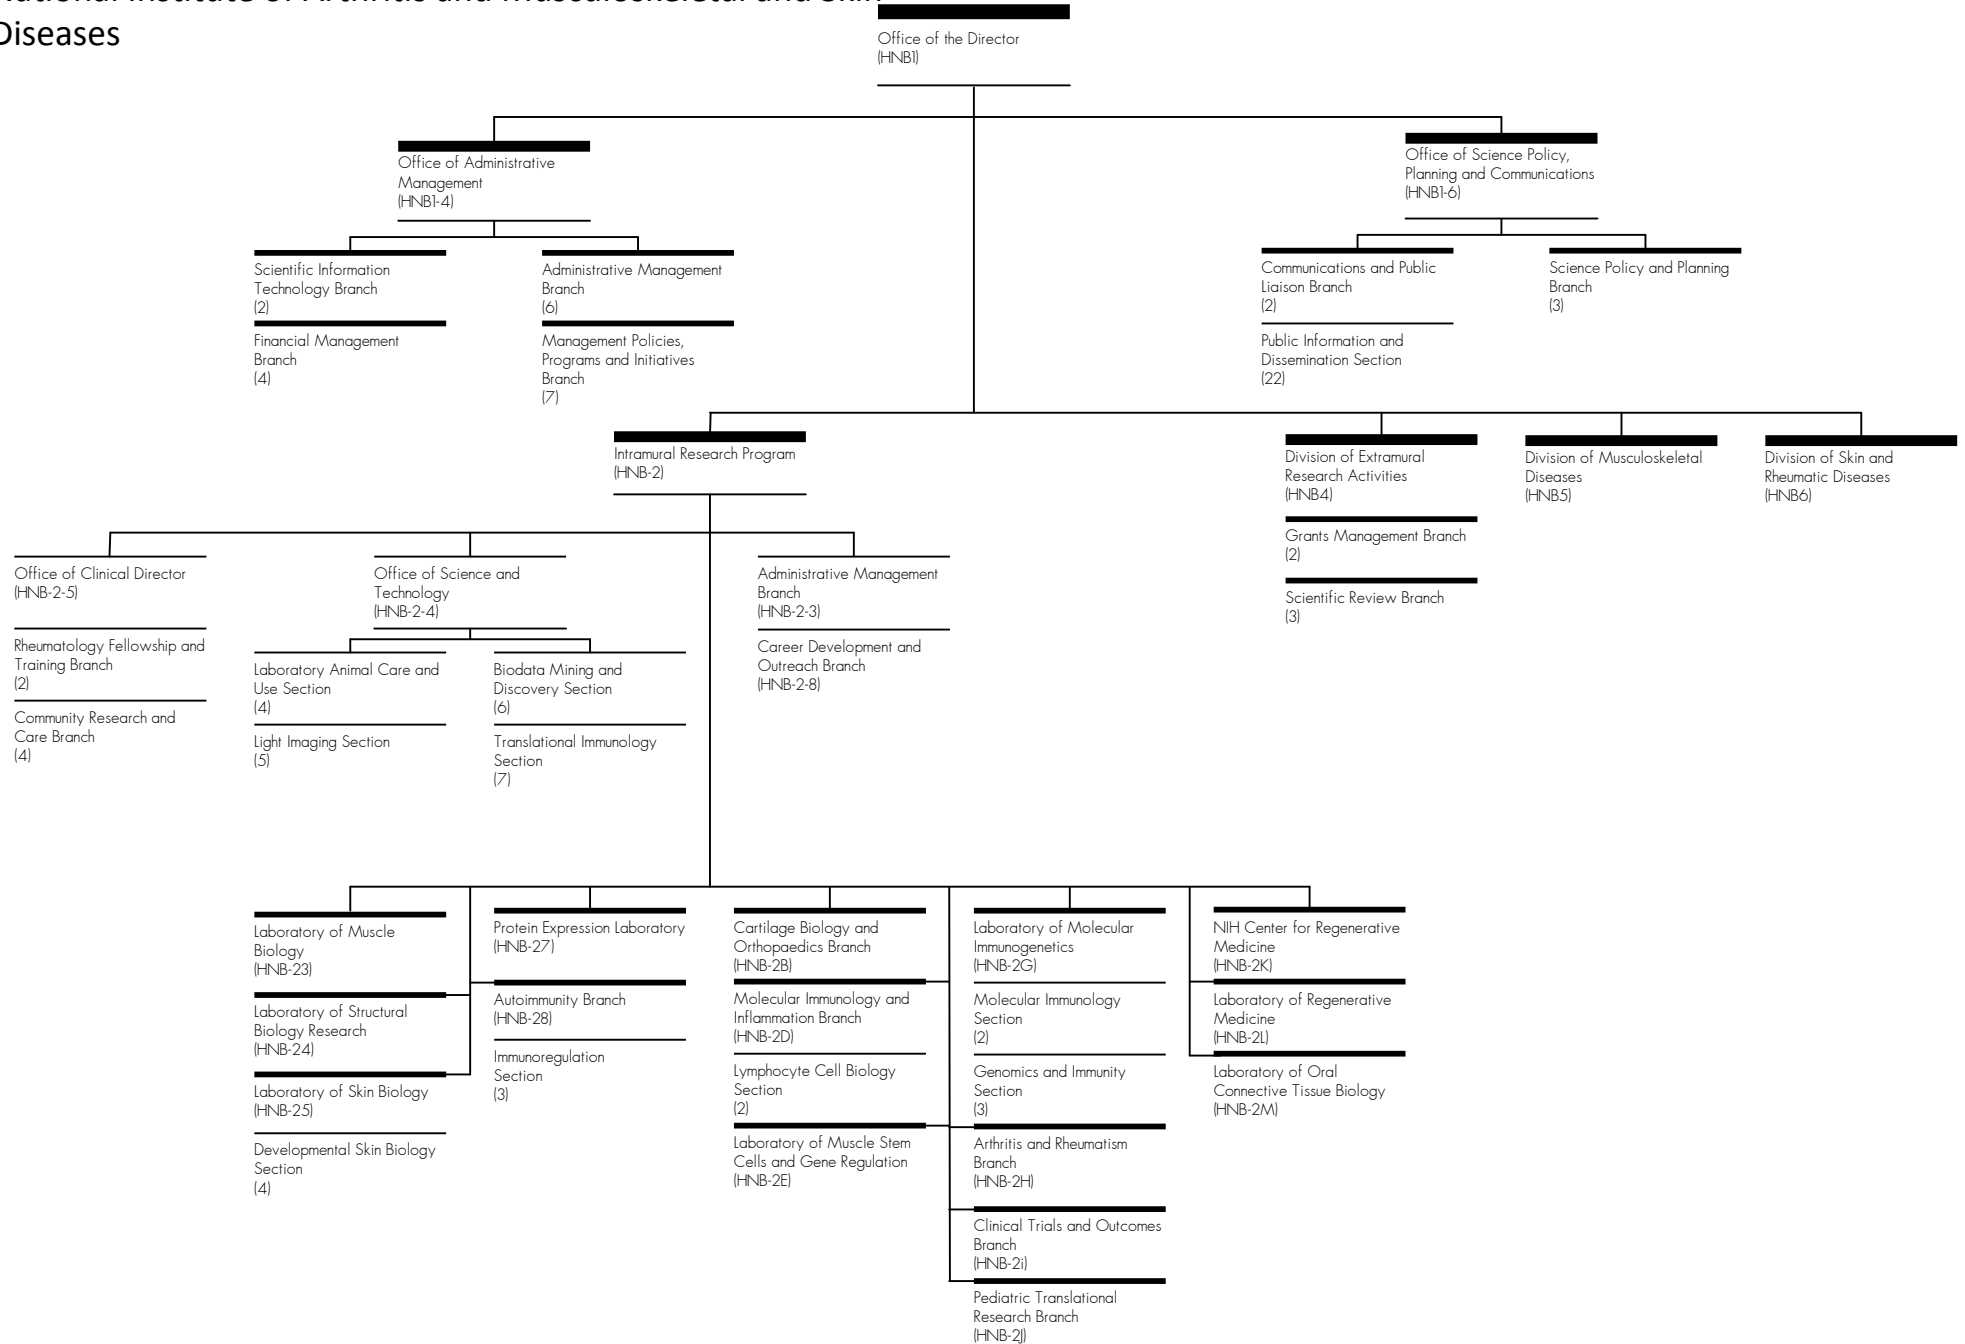 Diseases
Office of the Director
(HNB1)
Office of Administrative
Management
(HNB1-4)
Office of Science Policy,
Planning and Communications
(HNB1-6)
Scientific Information
Technology Branch
(2)
Financial Management
Branch
(4)
Administrative Management
Branch
(6)
Management Policies,
Programs and Initiatives
Branch
(7)
Communications and Public
Liaison Branch
(2)
Public Information and
Dissemination Section
(22)
Science Policy and Planning
Branch
(3)
Intramural Research Program
(HNB-2)
Division of Extramural
Research Activities
(HNB4)
Grants Management Branch
(2)
Scientific Review Branch
(3)
Division of Musculoskeletal
Diseases
(HNB5)
Division of Skin and
Rheumatic Diseases
(HNB6)
Office of Clinical Director
(HNB-2-5)
Rheumatology Fellowship and
Training Branch
(2)
Community Research and
Care Branch
(4)
Office of Science and
Technology
(HNB-2-4)
Laboratory Animal Care and
Use Section
(4)
Light Imaging Section
(5)
Biodata Mining and
Discovery Section
(6)
Translational Immunology
Section
(7)
Administrative Management
Branch
(HNB-2-3)
Career Development and
Outreach Branch
(HNB-2-8)
Laboratory of Muscle
Biology
(HNB-23)
Laboratory of Structural
Biology Research
(HNB-24)
Laboratory of Skin Biology
(HNB-25)
Developmental Skin Biology
Section
(4)
Protein Expression Laboratory
(HNB-27)
Autoimmunity Branch
(HNB-28)
Immunoregulation
Section
(3)
Cartilage Biology and
Orthopaedics Branch
(HNB-2B)
Molecular Immunology and
Inflammation Branch
(HNB-2D)
Lymphocyte Cell Biology
Section
(2)
Laboratory of Muscle Stem
Cells and Gene Regulation
(HNB-2E)
Laboratory of Molecular
Immunogenetics
(HNB-2G)
Molecular Immunology
Section
(2)
Genomics and Immunity
Section
(3)
Arthritis and Rheumatism
Branch
(HNB-2H)
Clinical Trials and Outcomes
Branch
(HNB-2i)
Pediatric Translational
Research Branch
(HNB-2J)
NIH Center for Regenerative
Medicine
(HNB-2K)
Laboratory of Regenerative
Medicine
(HNB-2L)
Laboratory of Oral
Connective Tissue Biology
(HNB-2M)